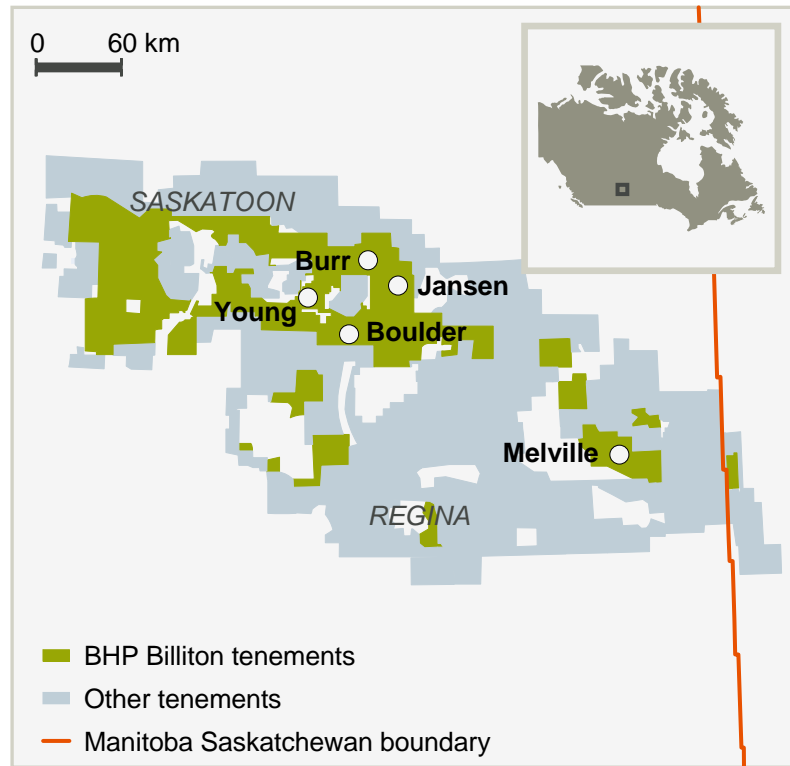 0 60 km
SASKATOON
Burr
Jansen
Young
Boulder
Melville
REGINA
BHP Billiton tenements
Other tenements
Manitoba Saskatchewan boundary